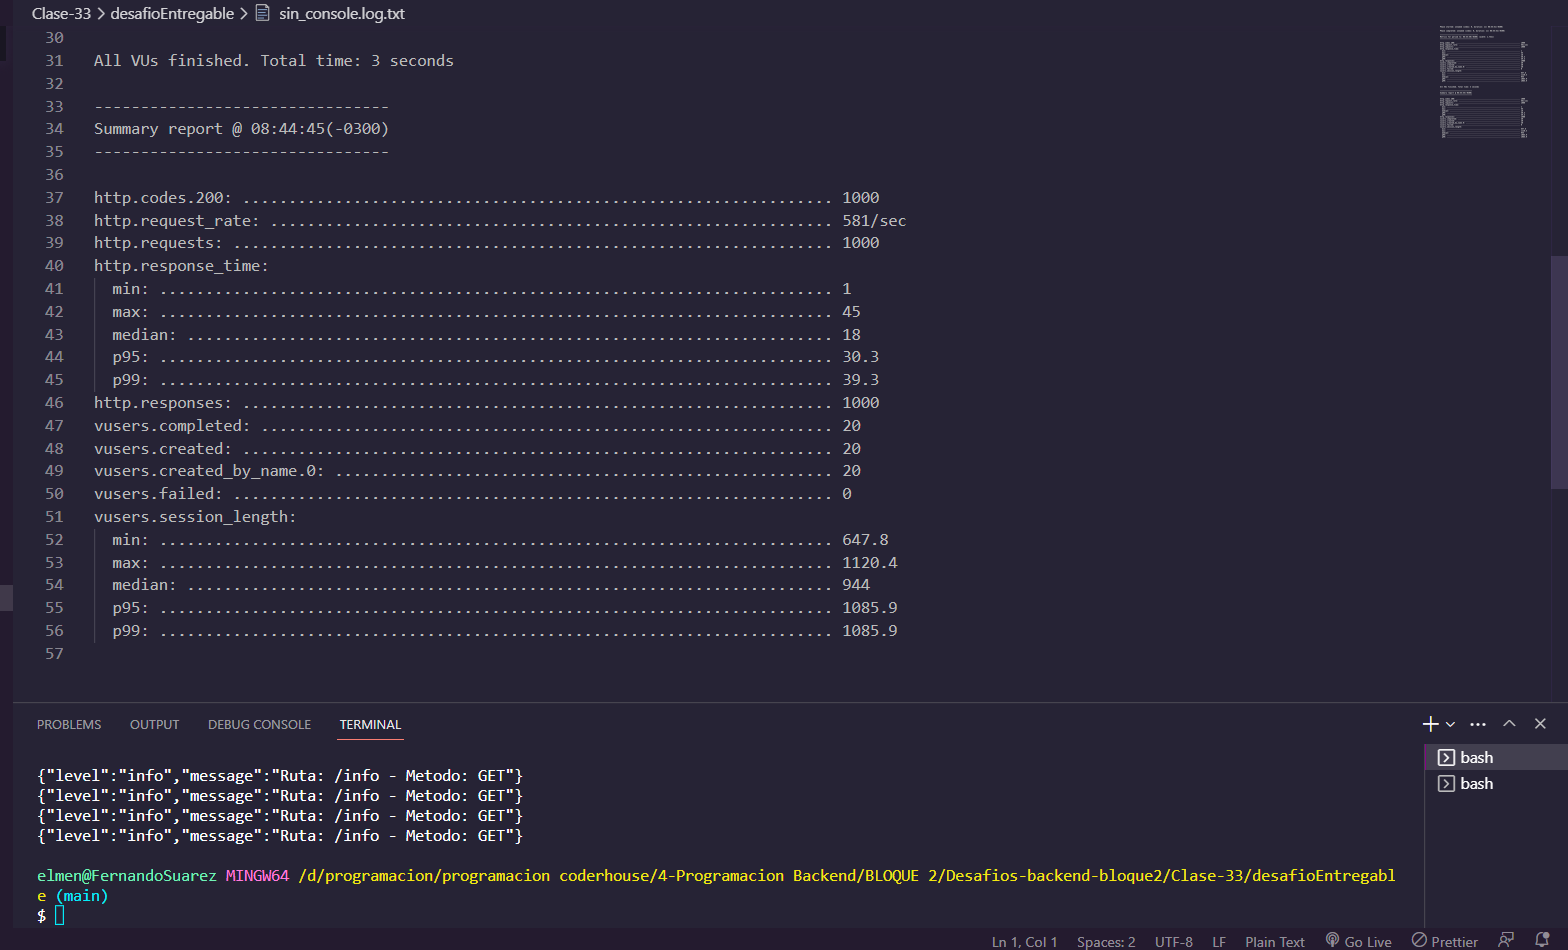 Clase-33 > desafioEntregable > sin_console.log.txt
30
31 All VUs finished. Total time: 3 seconds
32
33 --------------------------------
34 Summary report @ 08:44:45(-0300)
35 --------------------------------
36
37 http.codes.200: ................................................................ 1000
38 http.request_rate: ............................................................. 581/sec
39 http.requests: ................................................................. 1000
40 http.response_time:
41 min: ......................................................................... 1
42 max: ......................................................................... 45
43 median: ...................................................................... 18
44 p95: ......................................................................... 30.3
45 p99: ......................................................................... 39.3
46 http.responses: ................................................................ 1000
47 vusers.completed: .............................................................. 20
48 vusers.created: ................................................................ 20
49 vusers.created_by_name.0: ...................................................... 20
50 vusers.failed: ................................................................. 0
51 vusers.session_length:
52 min: ......................................................................... 647.8
53 max: ......................................................................... 1120.4
54 median: ...................................................................... 944
55 p95: ......................................................................... 1085.9
56 p99: ......................................................................... 1085.9
57
PROBLEMS OUTPUT DEBUG CONSOLE TERMINAL
bash
bash
{"level":"info","message":"Ruta: /info - Metodo: GET"}
{"level":"info","message":"Ruta: /info - Metodo: GET"}
{"level":"info","message":"Ruta: /info - Metodo: GET"}
{"level":"info","message":"Ruta: /info - Metodo: GET"}
elmen@FernandoSuarez MINGW64 /d/programacion/programacion coderhouse/4-Programacion Backend/BLOQUE 2/Desafios-backend-bloque2/Clase-33/desafioEntregabl
e (main)
$
Ln 1, Col 1 Spaces: 2 UTF-8 LF Plain Text Go Live Prettier